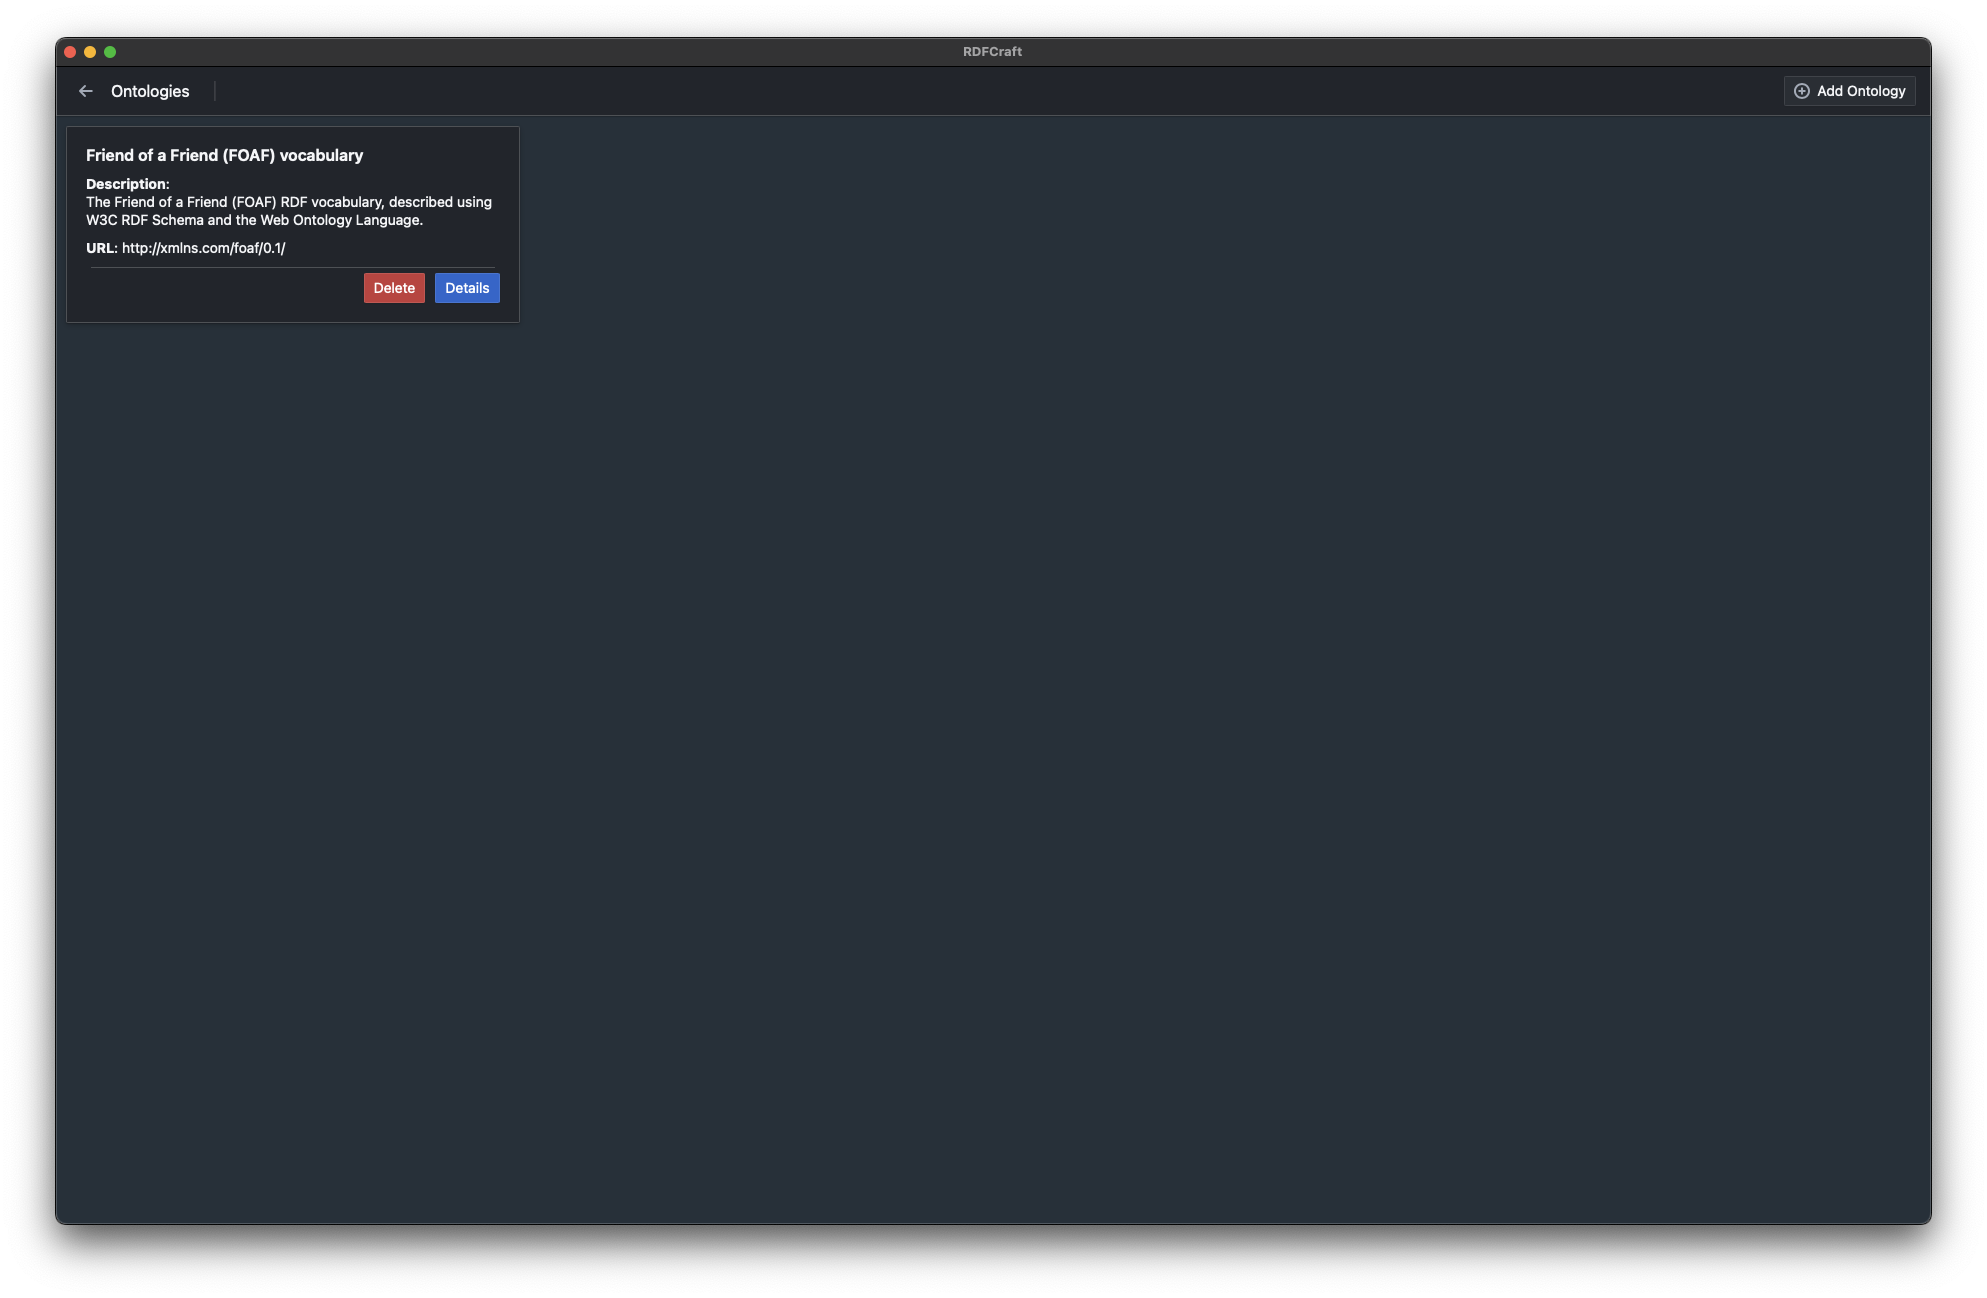 RDFCraft
Ontologies
Add Ontology
Friend of a Friend (FOAF) vocabulary
Description:
The Friend of a Friend (FOAF) RDF vocabulary, described using
W3C RDF Schema and the Web Ontology Language.
URL: http://xmlns.com/foaf/0.1/
Delete
Details